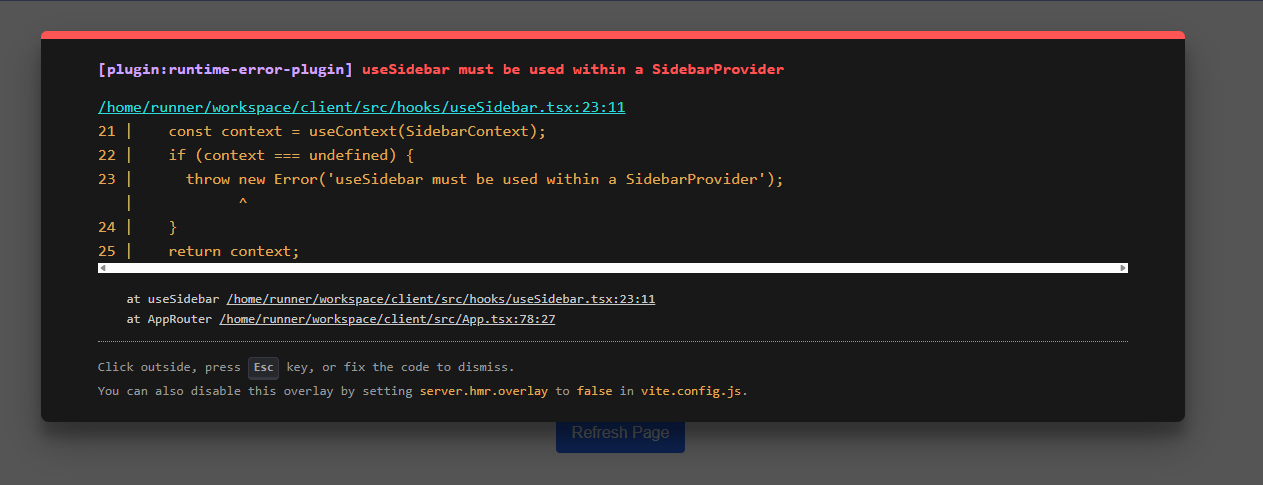 [plugin:runtime-error-plugin] useSidebar must be used within a SidebarProvider
/home/runner/workspace/client/src/hooks/useSidebar.tsx:23:11
21 |    const context = useContext(SidebarContext);
22 |    if (context === undefined) {
23 |      throw new Error('useSidebar must be used within a SidebarProvider');
   |            ^
24 |    }
25 |    return context;
at useSidebar /home/runner/workspace/client/src/hooks/useSidebar.tsx:23:11
at AppRouter /home/runner/workspace/client/src/App.tsx:78:27
Click outside, press Esc key, or fix the code to dismiss.
You can also disable this overlay by setting server.hmr.overlay to false in vite.config.js.
Refresh Page